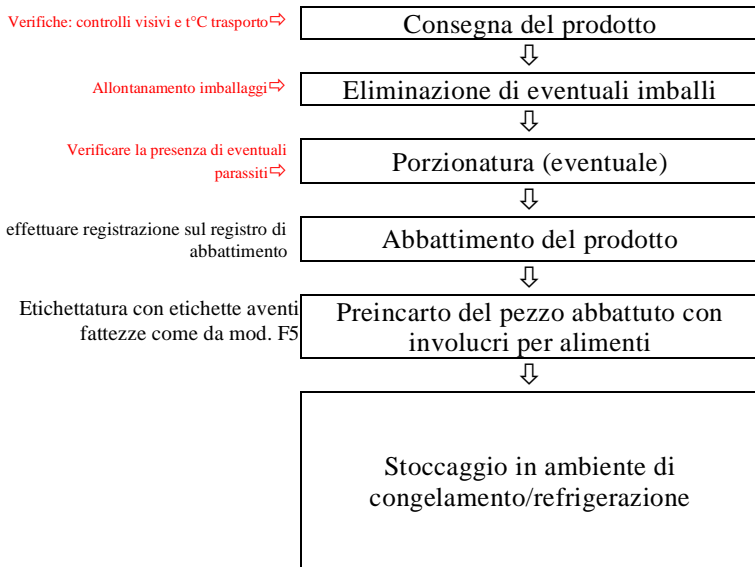 Verifiche: controlli visivi e t°C trasporto⇨
Consegna del prodotto
⇩
Allontanamento imballaggi⇨
Eliminazione di eventuali imballi
⇩
Verificare la presenza di eventuali
parassiti⇨
Porzionatura (eventuale)
⇩
effettuare registrazione sul registro di
abbattimento
Abbattimento del prodotto
⇩
Etichettatura con etichette aventi
fattezze come da mod. F5
Preincarto del pezzo abbattuto con
involucri per alimenti
⇩
Stoccaggio in ambiente di
congelamento/refrigerazione